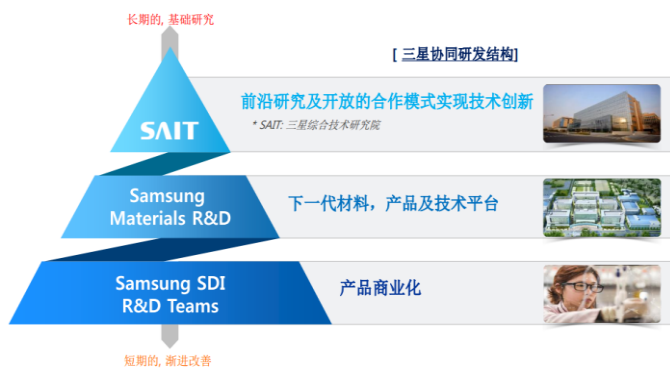 长期的, 基础研究
[ 三星协同研发结构]
SAIT
前沿研究及开放的合作模式实现技术创新
* SAIT: 三星综合技术研究院
Samsung
Materials R&D
下一代材料，产品及技术平台
Samsung SDI
R&D Teams
产品商业化
短期的, 渐进改善